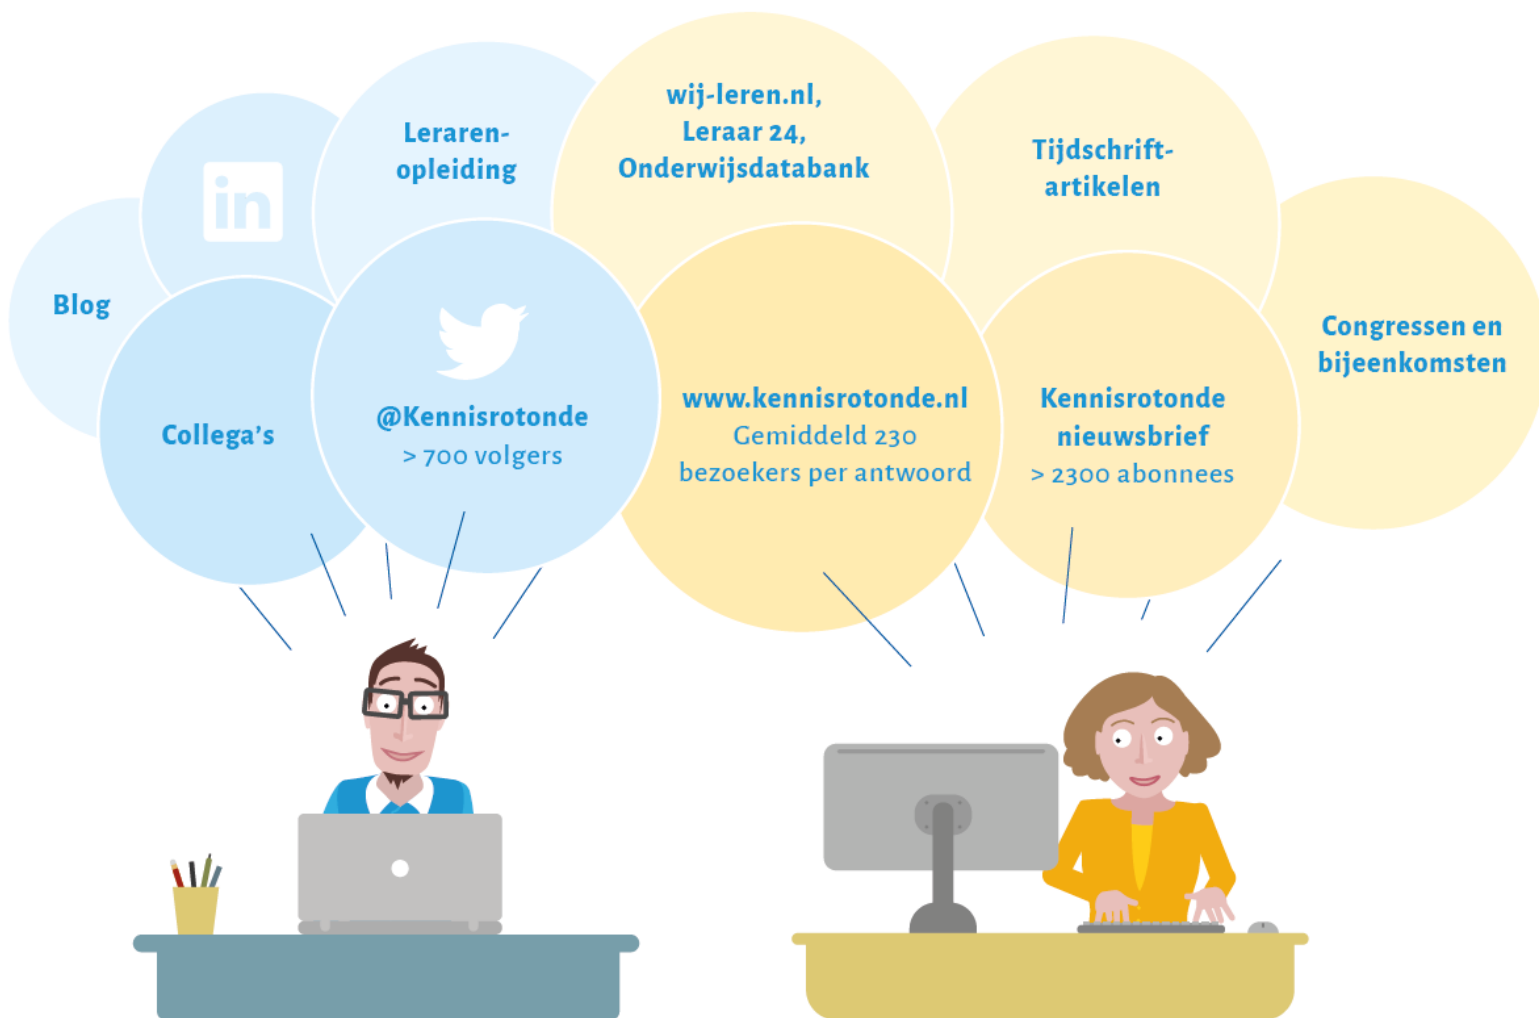 Blog
in
Collega's
Leraren-
opleiding
@Kennisrotonde
> 700 volgers
wij-leren.nl,
Leraar 24,
Onderwijsdatabank
www.kennisrotonde.nl
Gemiddeld 230
bezoekers per antwoord
Tijdschrift-
artikelen
Kennisrotonde
nieuwsbrief
> 2300 abonnees
Congressen en
bijeenkomsten